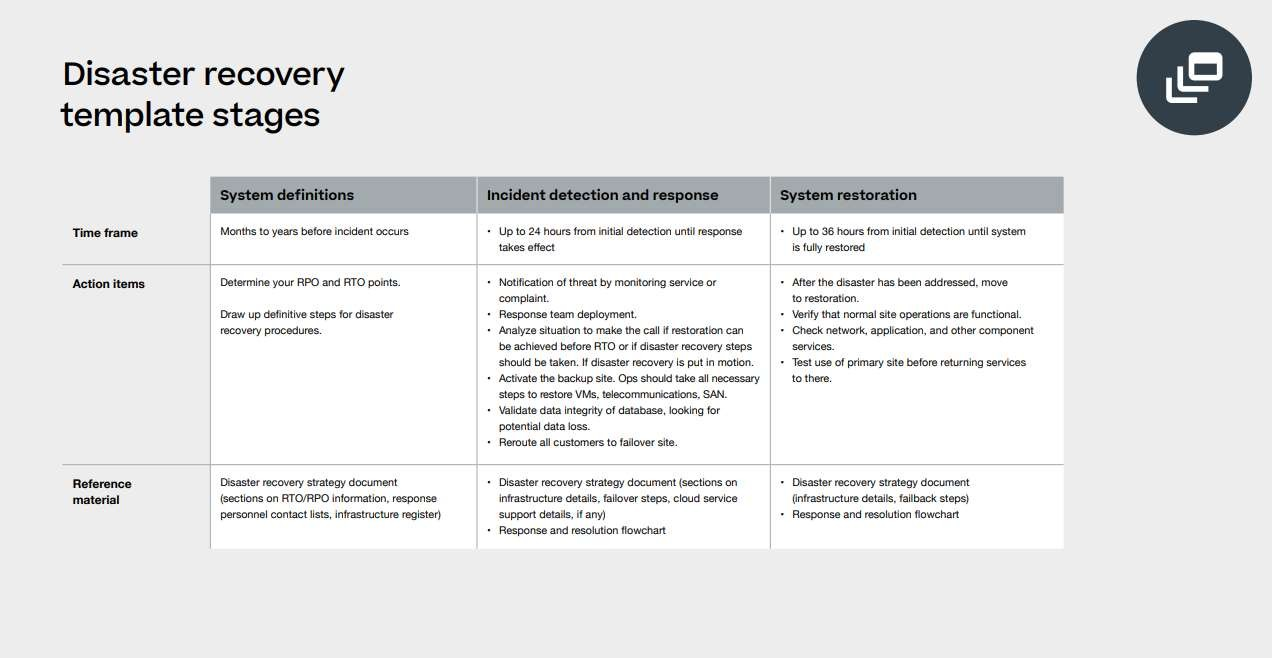 Disaster recovery
template stages
System definitions
Incident detection and response
System restoration
Time frame
Months to years before incident occurs
• Up to 24 hours from initial detection until response
takes effect
• Up to 36 hours from initial detection until system
is fully restored
Action items
Determine your RPO and RTO points.
Draw up definitive steps for disaster
recovery procedures.
• Notification of threat by monitoring service or
complaint.
• Response team deployment.
• Analyze situation to make the call if restoration can
be achieved before RTO or if disaster recovery steps
should be taken. If disaster recovery is put in motion.
• Activate the backup site. Ops should take all necessary
steps to restore VMs, telecommunications, SAN.
• Validate data integrity of database, looking for
potential data loss.
• Reroute all customers to failover site.
• After the disaster has been addressed, move
to restoration.
• Verify that normal site operations are functional.
• Check network, application, and other component
services.
• Test use of primary site before returning services
to there.
Reference
material
Disaster recovery strategy document
(sections on RTO/RPO information, response
personnel contact lists, infrastructure register)
• Disaster recovery strategy document (sections on
infrastructure details, failover steps, cloud service
support details, if any)
• Response and resolution flowchart
• Disaster recovery strategy document
(infrastructure details, failback steps)
• Response and resolution flowchart